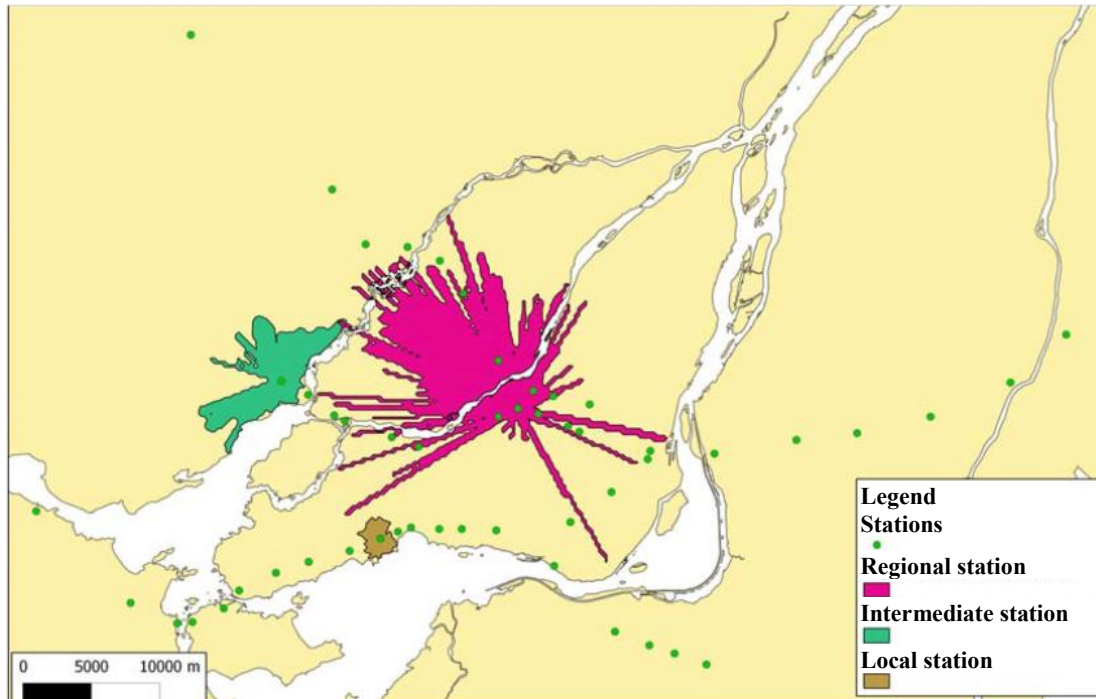 Legend
Stations
Regional station
Intermediate station
Local station
0 5000 10000 m